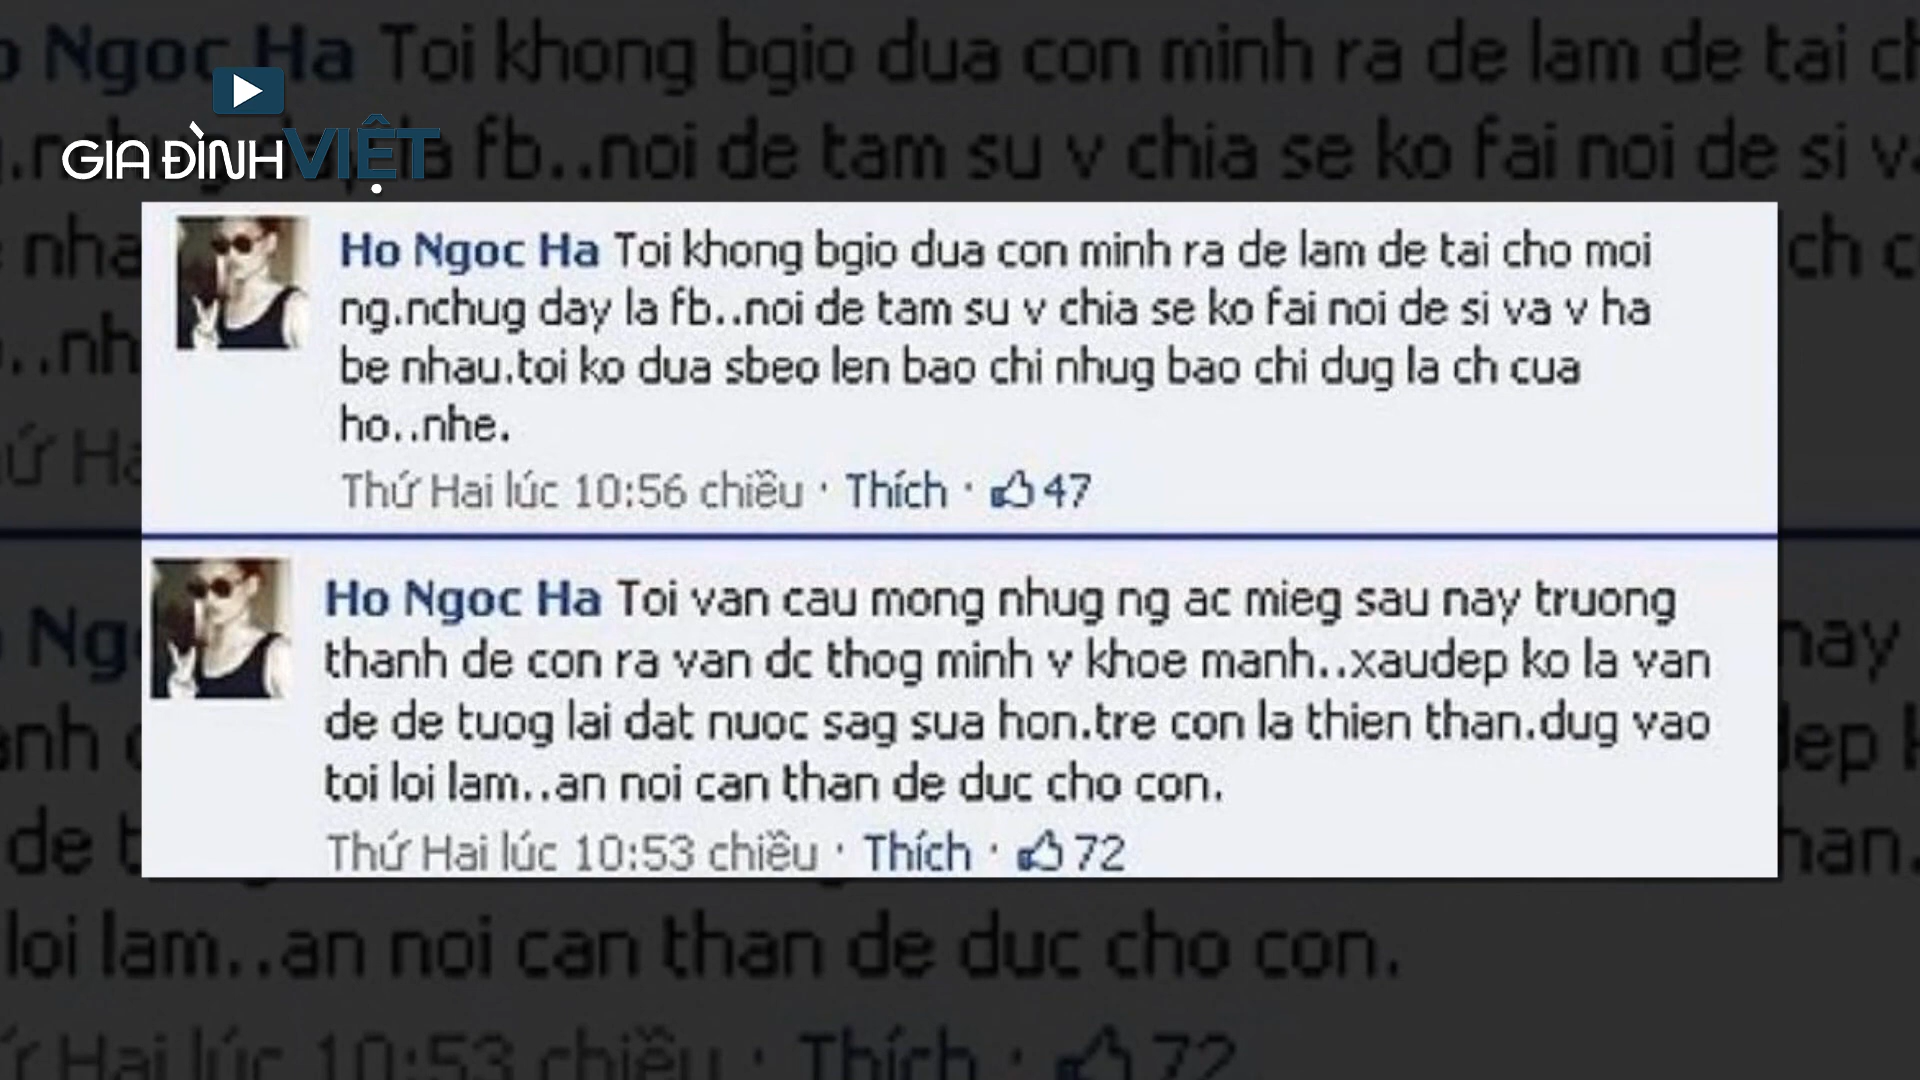 GIA ĐÌNH VIỆT
Ho Ngoc Ha Toi khong bgio dua con minh ra de lam de tai cho moi
ng.nchug day la fb..noi de tam su v chia se ko fai noi de si va v ha
be nhau.toi ko dua sbeo len bao chi nhug bao chi dug la ch cua
ho..nhe.
Thứ Hai lúc 10:56 chiều · Thích · 47
Ho Ngoc Ha Toi van cau mong nhug ng ac mieg sau nay truong
thanh de con ra van dc thog minh v khoe manh..xaudep ko la van
de de tuog lai dat nuoc sag sua hon.tre con la thien than.dug vao
toi loi lam..an noi can than de duc cho con.
Thứ Hai lúc 10:53 chiều · Thích · 72